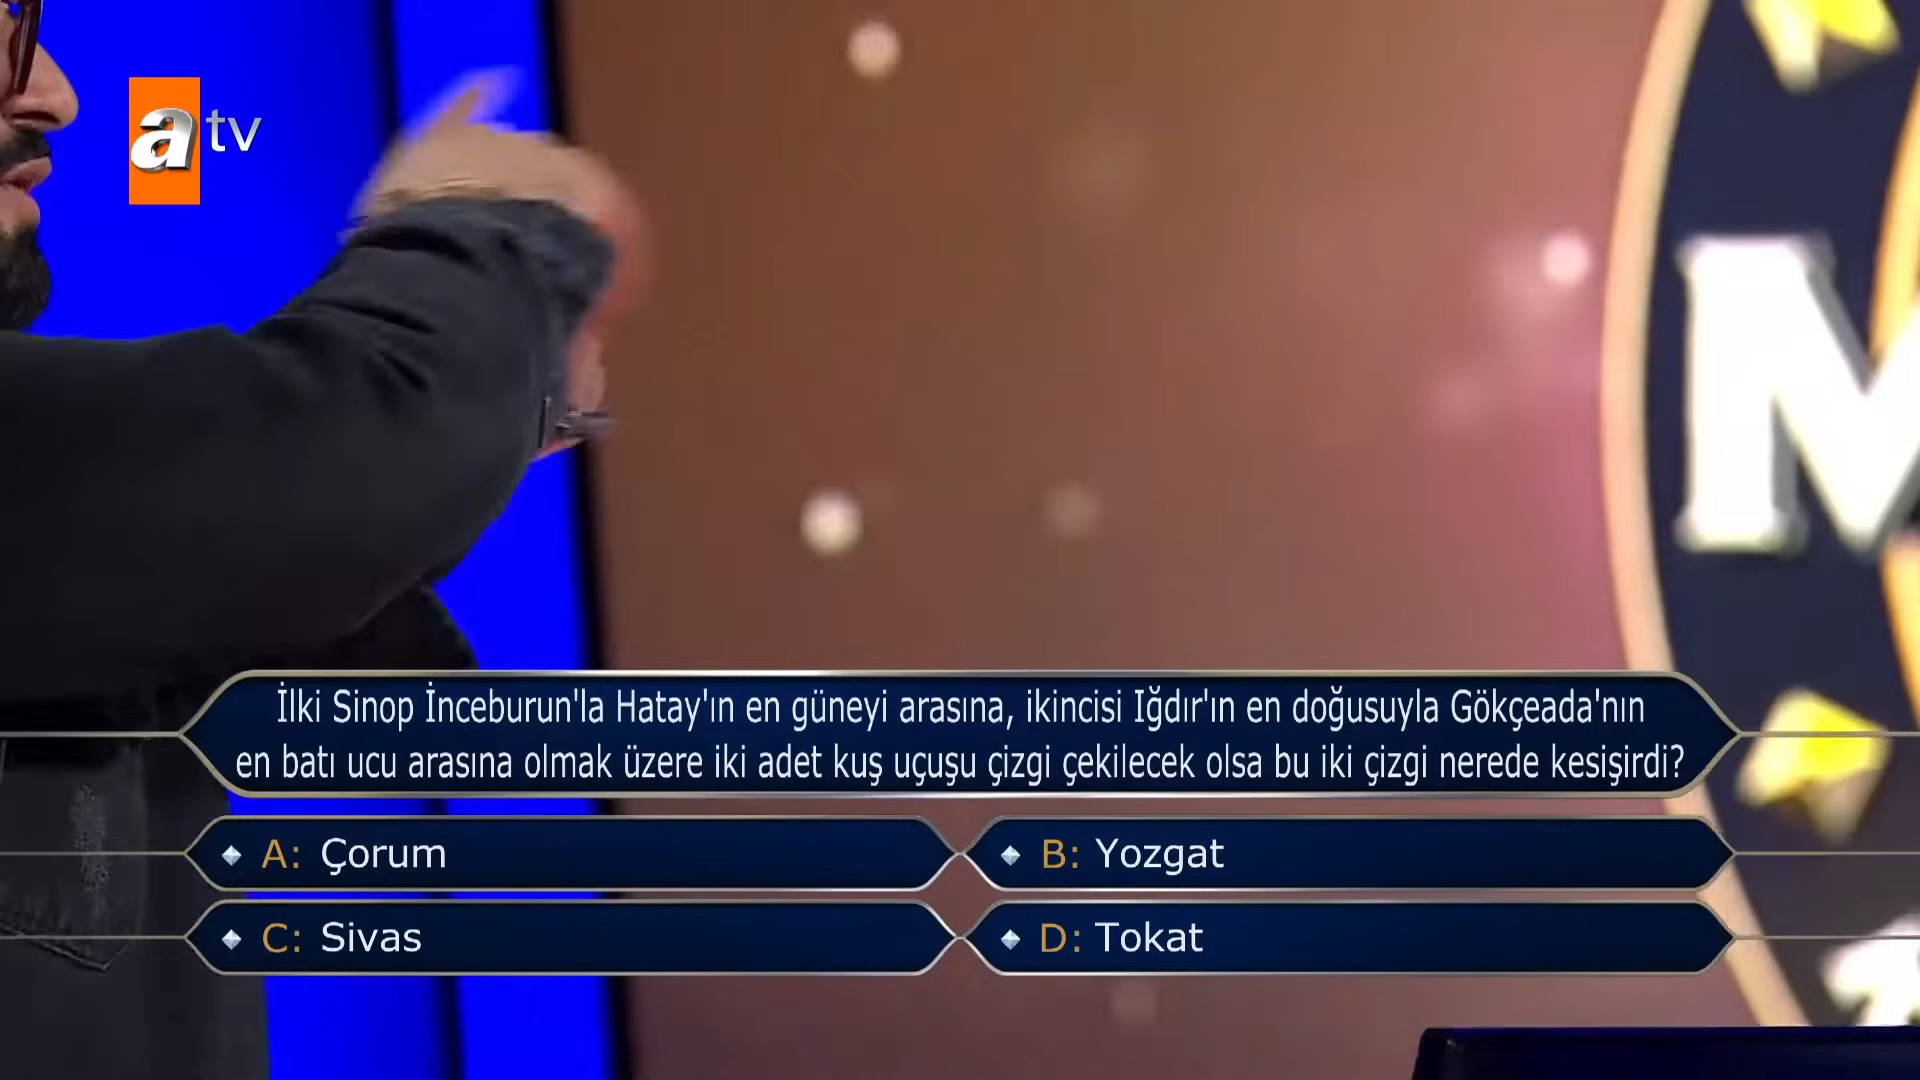 atv
M
İlki Sinop İnceburun'la Hatay'ın en güneyi arasına, ikincisi Iğdır'ın en doğusuyla Gökçeada'nın
en batı ucu arasına olmak üzere iki adet kuş uçuşu çizgi çekilecek olsa bu iki çizgi nerede kesişirdi?
A: Çorum
B: Yozgat
C: Sivas
D: Tokat